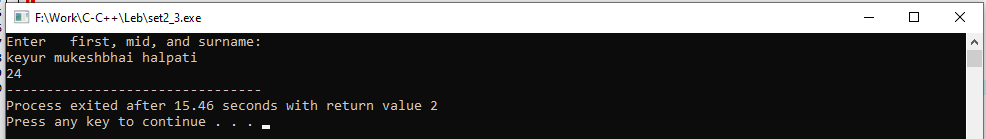 F:\Work\C-C++\Leb\set2_3.exe
Enter   first, mid, and surname:
keyur mukeshbhai halpati
24
--------------------------------
Process exited after 15.46 seconds with return value 2
Press any key to continue . . .